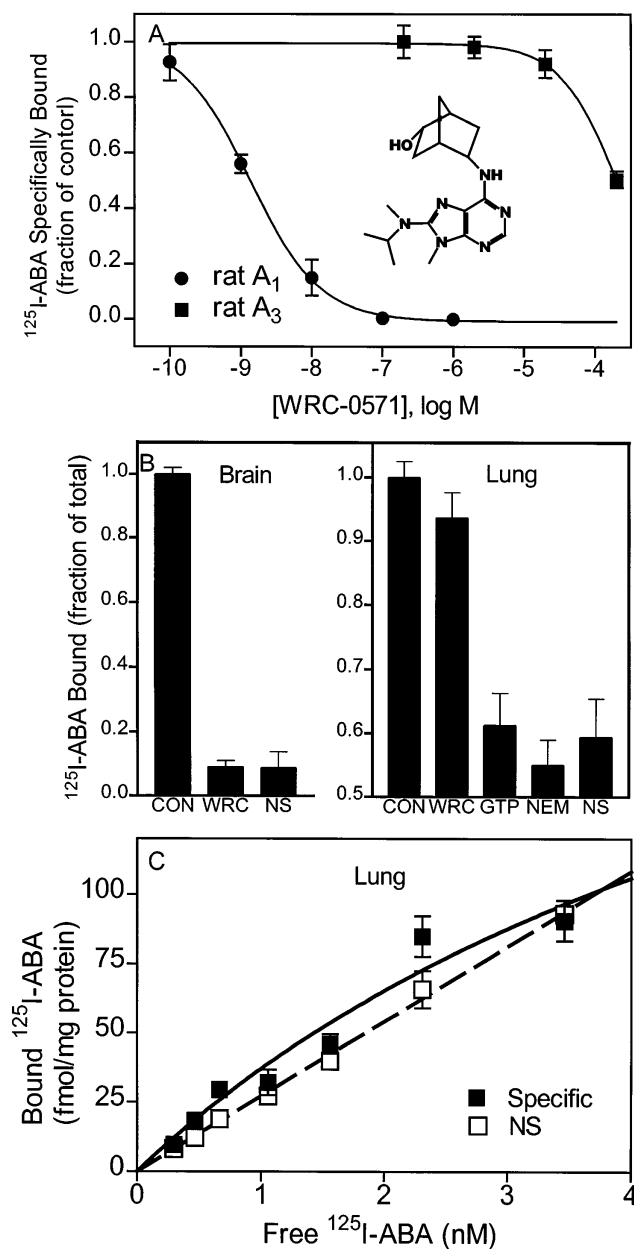 A
¹²⁵I-ABA Specifically Bound
(fraction of contorl)
1.0
0.8
0.6
0.4
0.2
0.0
HO
NH
N
N
N
N
N
N
rat A₁
rat A₃
-10
-9
-8
-7
-6
-5
-4
[WRC-0571], log M
B
Brain
Lung
¹²⁵I-ABA Bound (fraction of total)
1.0
0.8
0.6
0.4
0.2
0.0
1.0
0.9
0.8
0.7
0.6
0.5
CON WRC NS
CON WRC GTP NEM NS
C
Lung
Bound ¹²⁵I-ABA
(fmol/mg protein)
100
75
50
25
0
Specific
NS
0 1 2 3 4
Free ¹²⁵I-ABA (nM)